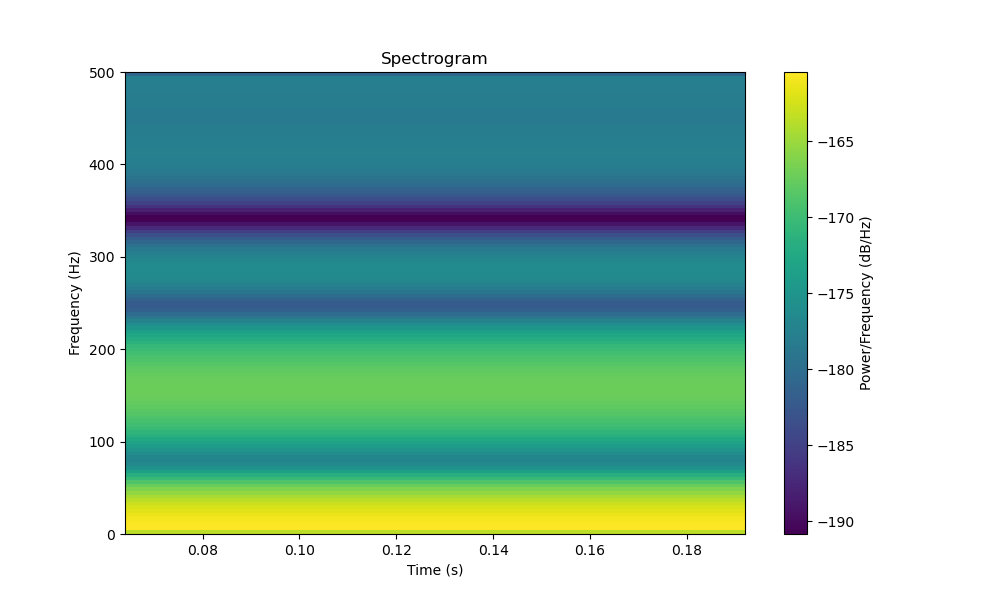 Spectrogram
500
400
300
200
100
0
Frequency (Hz)
0.08 0.10 0.12 0.14 0.16 0.18
Time (s)
−165
−170
−175
−180
−185
−190
Power/Frequency (dB/Hz)